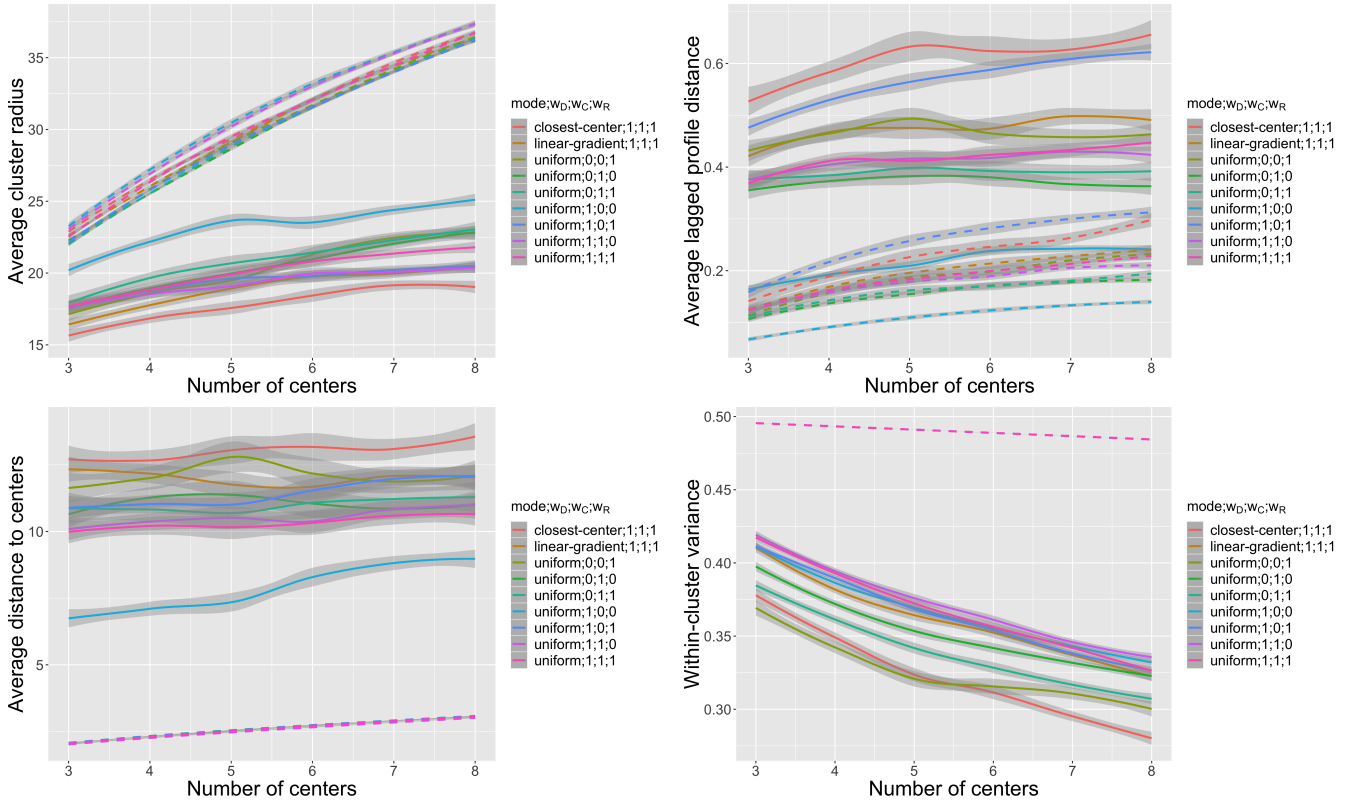 Average cluster radius
35
30
25
20
15
3 4 5 6 7 8
Number of centers
mode;wD;wC;wR
closest-center;1;1;1
linear-gradient;1;1;1
uniform;0;0;1
uniform;0;1;0
uniform;0;1;1
uniform;1;0;0
uniform;1;0;1
uniform;1;1;0
uniform;1;1;1
Average lagged profile distance
0.6
0.4
0.2
3 4 5 6 7 8
Number of centers
mode;wD;wC;wR
closest-center;1;1;1
linear-gradient;1;1;1
uniform;0;0;1
uniform;0;1;0
uniform;0;1;1
uniform;1;0;0
uniform;1;0;1
uniform;1;1;0
uniform;1;1;1
Average distance to centers
10
5
3 4 5 6 7 8
Number of centers
mode;wD;wC;wR
closest-center;1;1;1
linear-gradient;1;1;1
uniform;0;0;1
uniform;0;1;0
uniform;0;1;1
uniform;1;0;0
uniform;1;0;1
uniform;1;1;0
uniform;1;1;1
Within-cluster variance
0.50
0.45
0.40
0.35
0.30
3 4 5 6 7 8
Number of centers
mode;wD;wC;wR
closest-center;1;1;1
linear-gradient;1;1;1
uniform;0;0;1
uniform;0;1;0
uniform;0;1;1
uniform;1;0;0
uniform;1;0;1
uniform;1;1;0
uniform;1;1;1